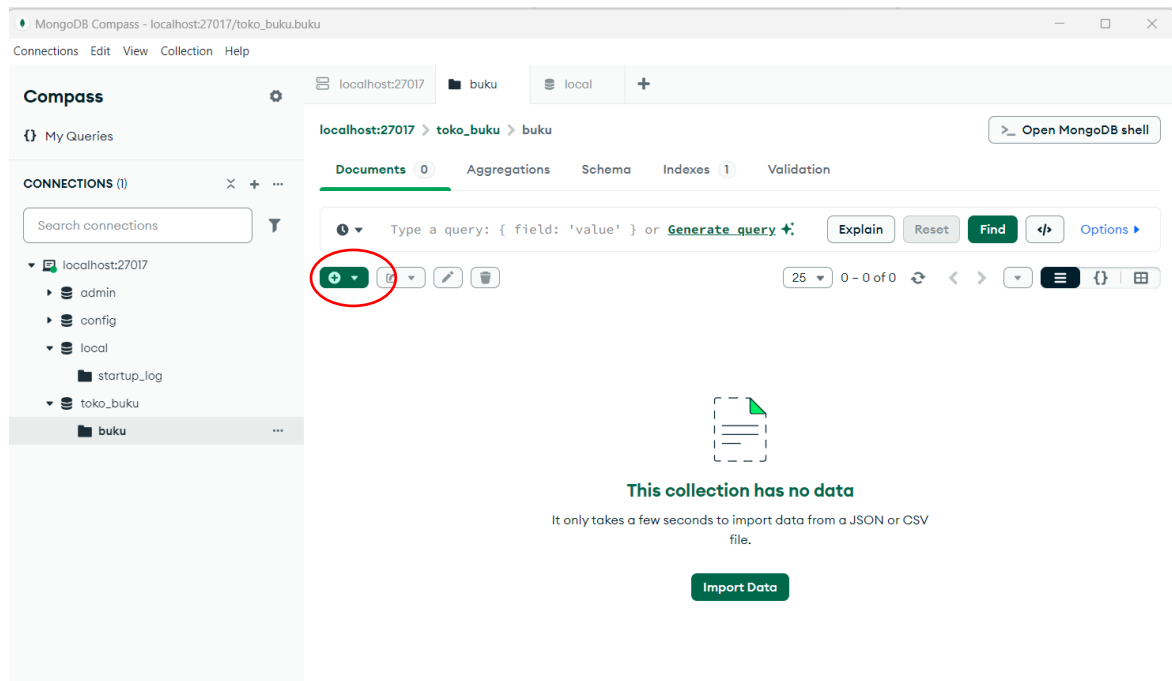 MongoDB Compass - localhost:27017/toko_buku.buku
Connections Edit View Collection Help
Compass
{} My Queries
CONNECTIONS (1)
Search connections
localhost:27017
admin
config
local
startup_log
toko_buku
buku
localhost:27017 buku local
localhost:27017 > toko_buku > buku
>_ Open MongoDB shell
Documents 0 Aggregations Schema Indexes 1 Validation
Type a query: { field: 'value' } or Generate query
Explain Reset Find </> Options
25 0 – 0 of 0 {}
This collection has no data
It only takes a few seconds to import data from a JSON or CSV
file.
Import Data